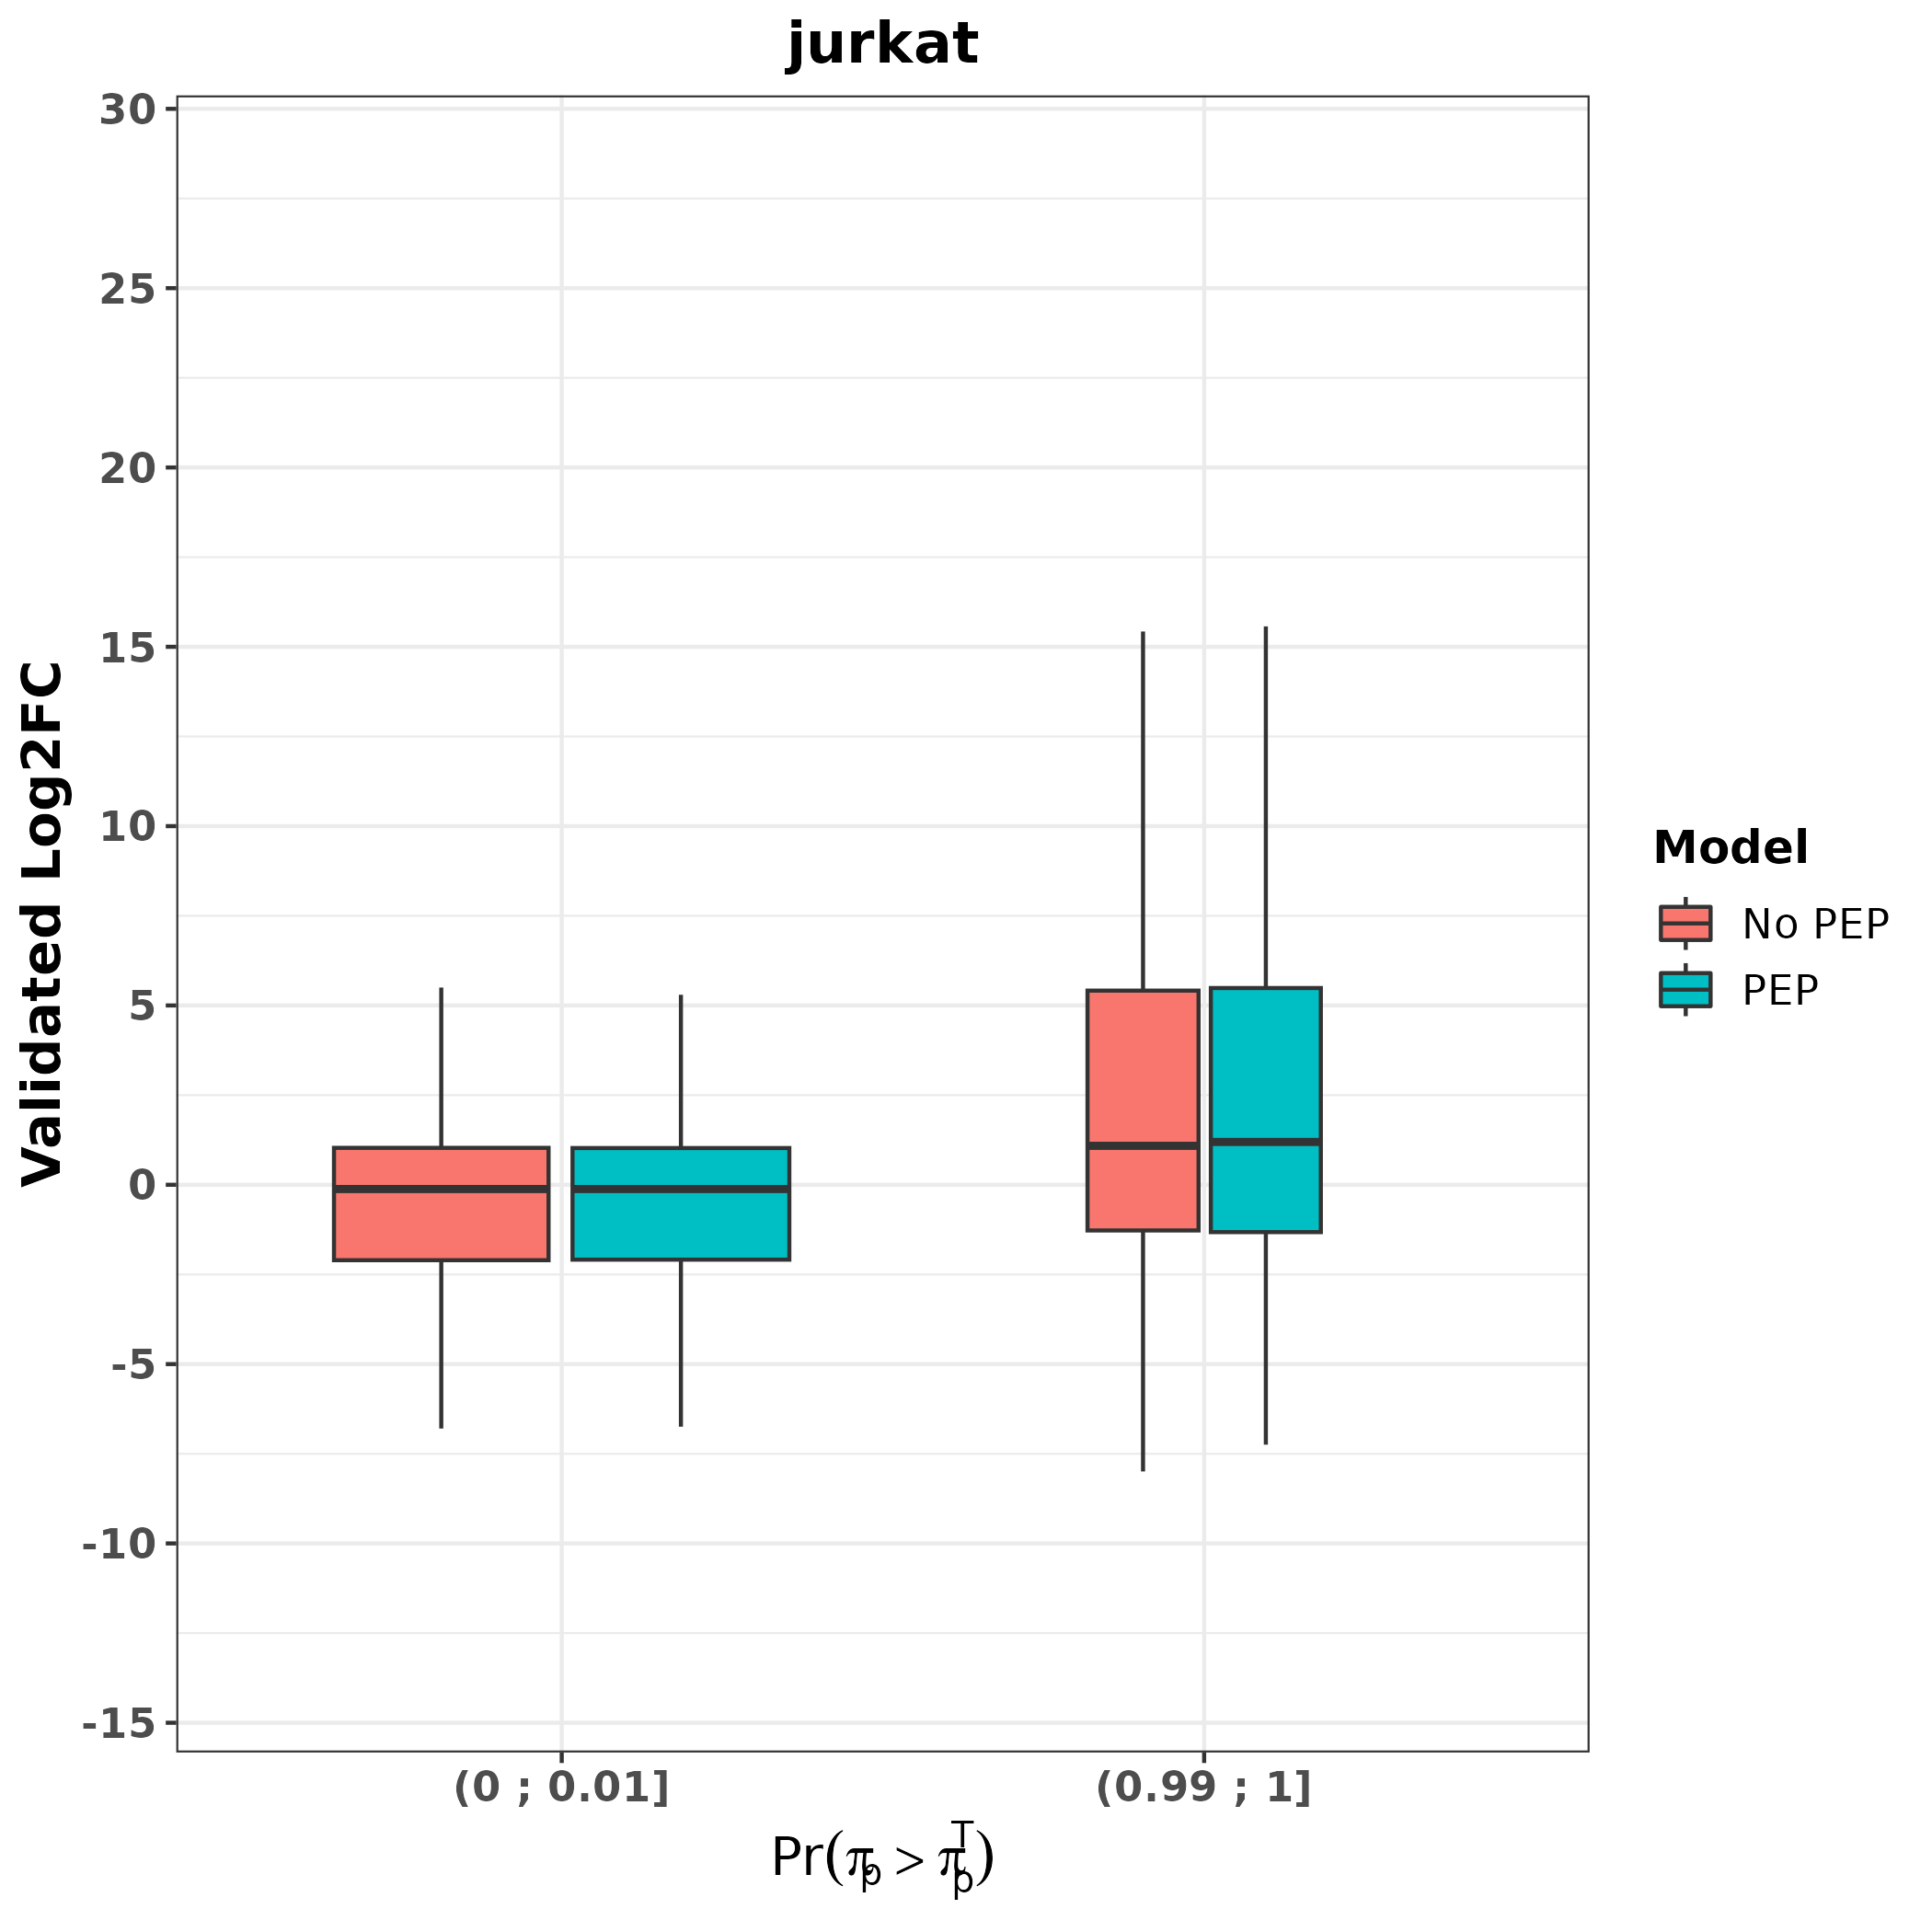 jurkat
Validated Log2FC
30
25
20
15
10
5
0
-5
-10
-15
(0 ; 0.01]
(0.99 ; 1]
Pr(πp > πpT)
Model
No PEP
PEP